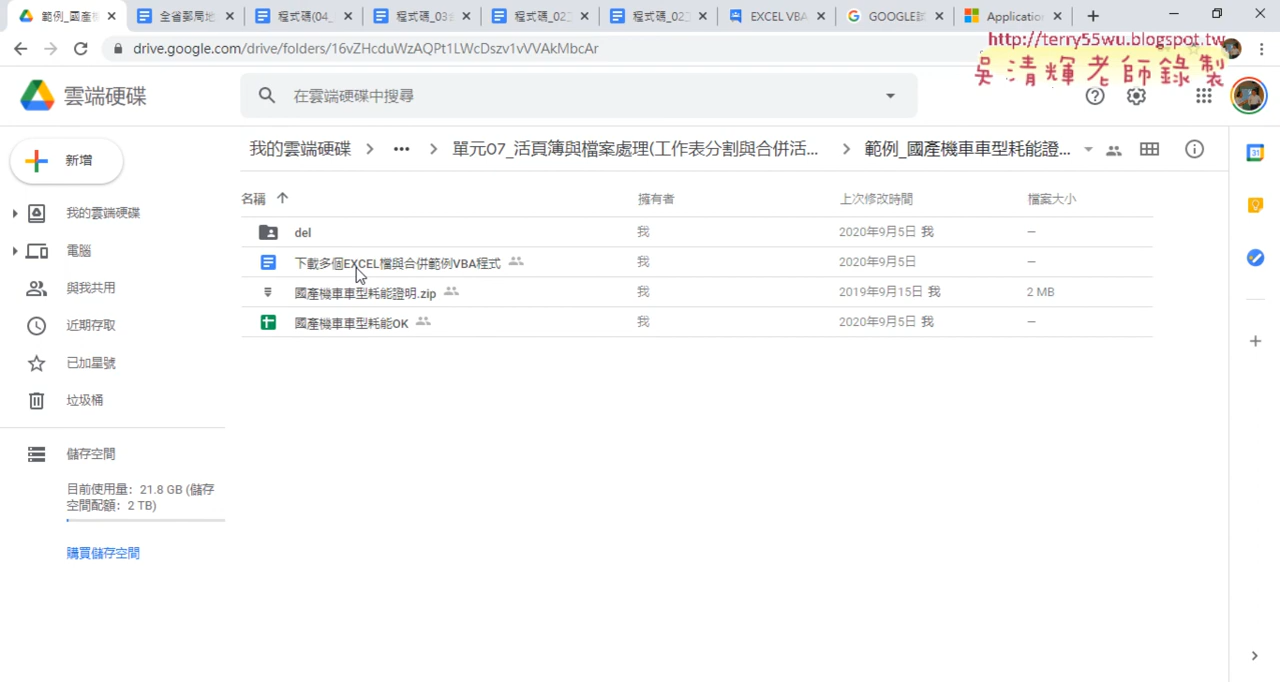 範例_國產機
全省郵局地
程式碼(04_
程式碼_03
程式碼_02
程式碼_02
EXCEL VBA
GOOGLE
Application
drive.google.com/drive/folders/16vZHcduWzAQPt1LWcDszv1vVVAkMbcAr
http://terry55wu.blogspot.tw
吳清輝老師錄製
雲端硬碟
在雲端硬碟中搜尋
新增
我的雲端硬碟
電腦
與我共用
近期存取
已加星號
垃圾桶
儲存空間
目前使用量: 21.8 GB (儲存
空間配額: 2 TB)
購買儲存空間
我的雲端硬碟 > ••• > 單元07_活頁簿與檔案處理(工作表分割與合併活... > 範例_國產機車車型耗能證...
名稱 擁有者 上次修改時間 檔案大小
del 我 2020年9月5日 我 –
下載多個EXCEL檔與合併範例VBA程式 我 2020年9月5日 –
國產機車車型耗能證明.zip 我 2019年9月15日 我 2 MB
國產機車車型耗能OK 我 2020年9月5日 我 –
31